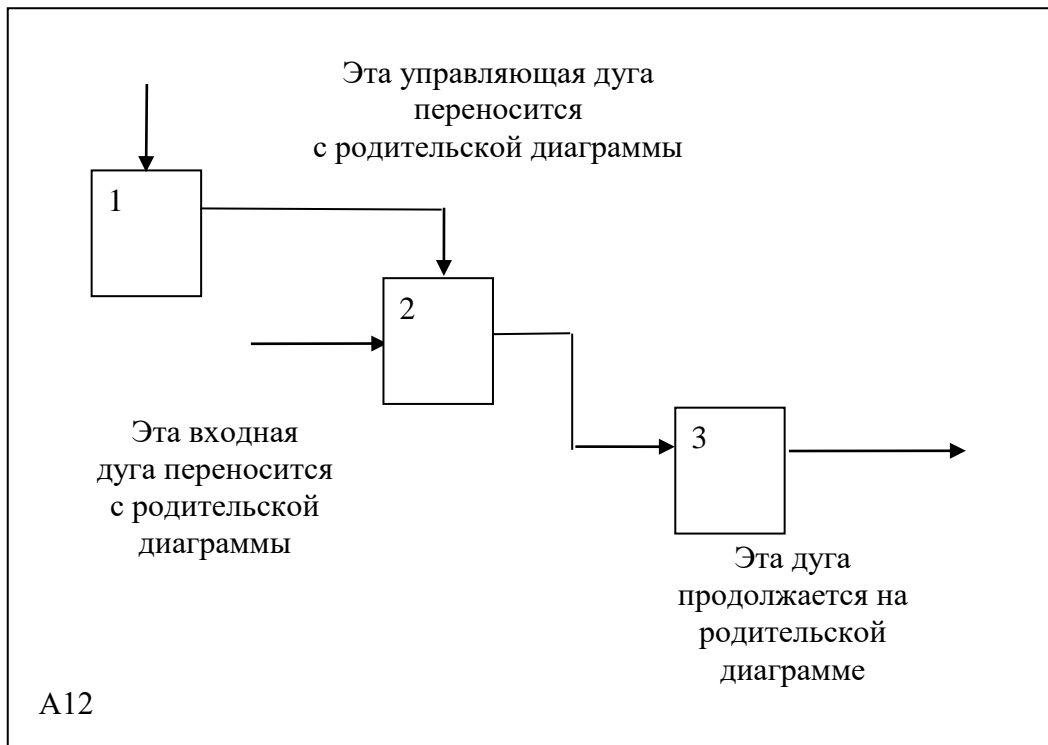 Эта управляющая дуга
переносится
с родительской диаграммы
1
2
Эта входная
дуга переносится
с родительской
диаграммы
3
Эта дуга
продолжается на
родительской
диаграмме
А12